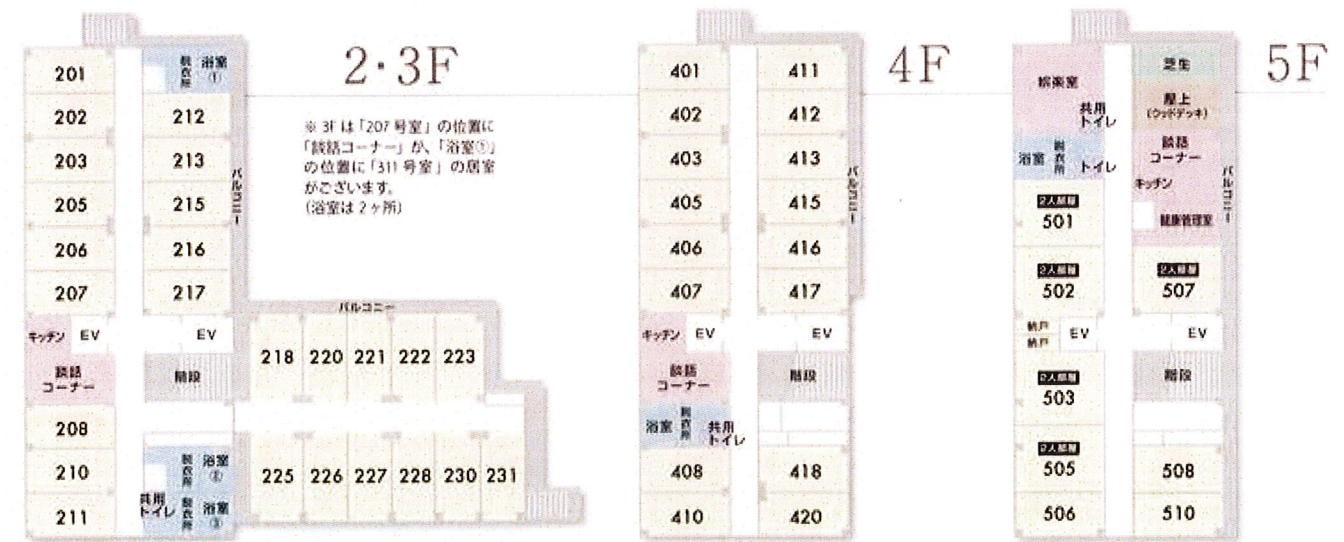 2・3F
※ 3F は「207 号室」の位置に
「談話コーナー」が、「浴室①」
の位置に「311 号室」の居室
がございます。
(浴室は 2 ヶ所)
201
202
203
205
206
207
キッチン
EV
談話
コーナー
208
210
211
脱衣所
浴室
①
212
213
215
216
217
EV
階段
脱衣所
浴室
②
共用
トイレ
脱衣所
浴室
③
バルコニー
バルコニー
218
220
221
222
223
225
226
227
228
230
231
4F
401
402
403
405
406
407
キッチン
EV
談話
コーナー
浴室
脱衣所
共用
トイレ
408
410
411
412
413
415
416
417
EV
階段
418
420
バルコニー
5F
娯楽室
共用
トイレ
浴室
脱衣所
トイレ
2人部屋
501
2人部屋
502
納戸
納戸
EV
2人部屋
503
2人部屋
505
506
芝生
屋上
(ウッドデッキ)
談話
コーナー
キッチン
健康管理室
2人部屋
507
EV
階段
508
510
バルコニー